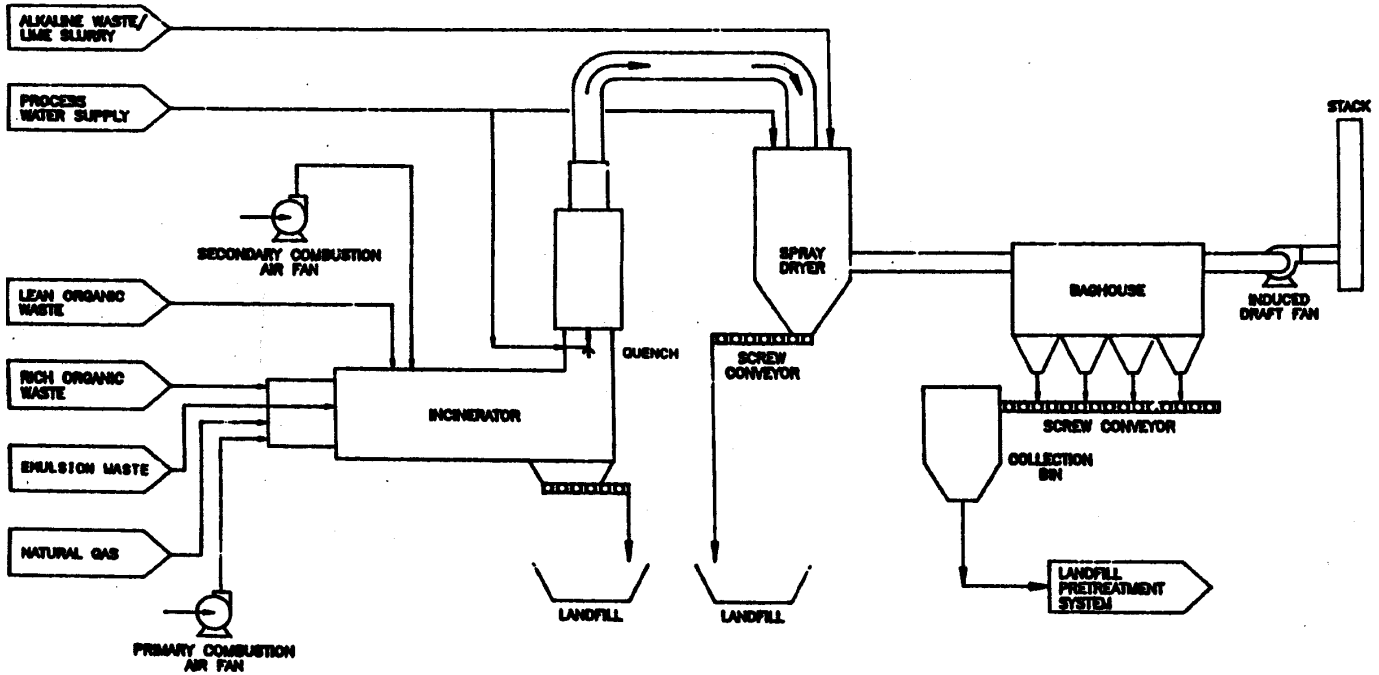 ALKALINE WASTE/
LIME SLURRY
PROCESS
WATER SUPPLY
STACK
SECONDARY COMBUSTION
AIR FAN
SPRAY
DRYER
BAGHOUSE
INDUCED
DRAFT FAN
LEAN ORGANIC
WASTE
QUENCH
SCREW
CONVEYOR
RICH ORGANIC
WASTE
INCINERATOR
SCREW CONVEYOR
EMULSION WASTE
COLLECTION
BIN
NATURAL GAS
LANDFILL
PRETREATMENT
SYSTEM
LANDFILL
LANDFILL
PRIMARY COMBUSTION
AIR FAN